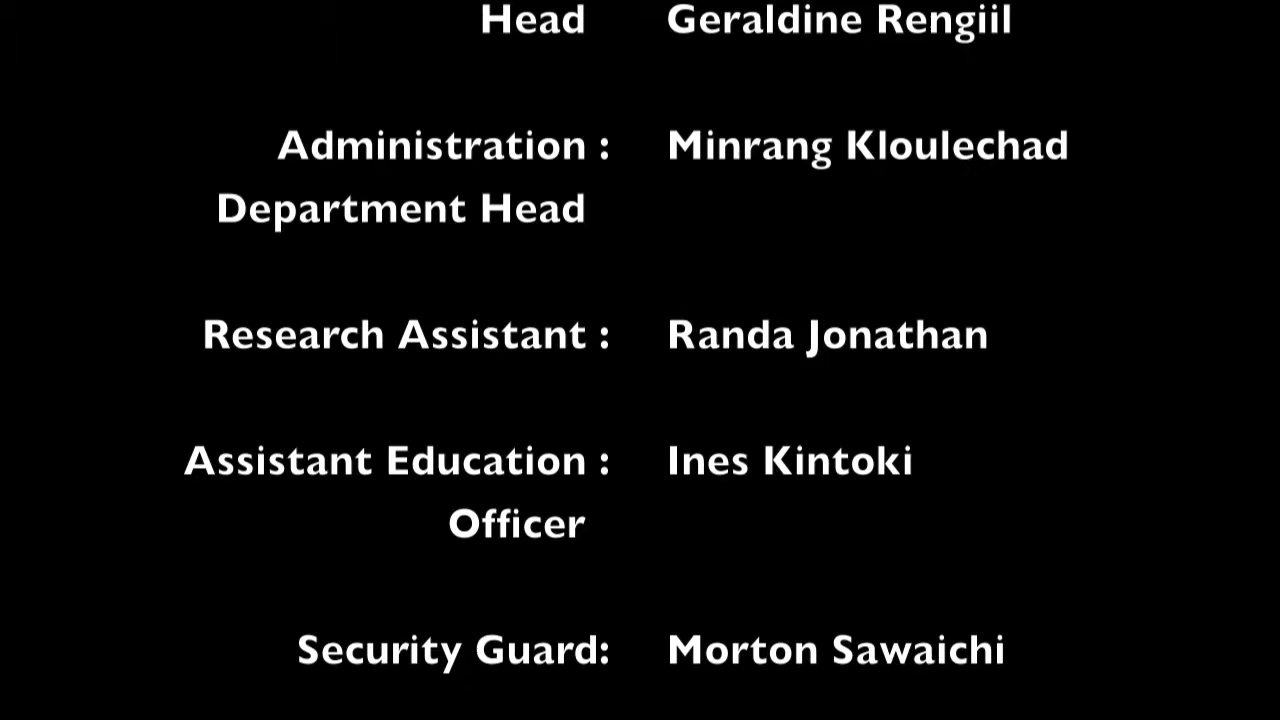 Head Geraldine Rengiil
Administration : Minrang Kloulechad
Department Head
Research Assistant : Randa Jonathan
Assistant Education : Ines Kintoki
Officer
Security Guard: Morton Sawaichi